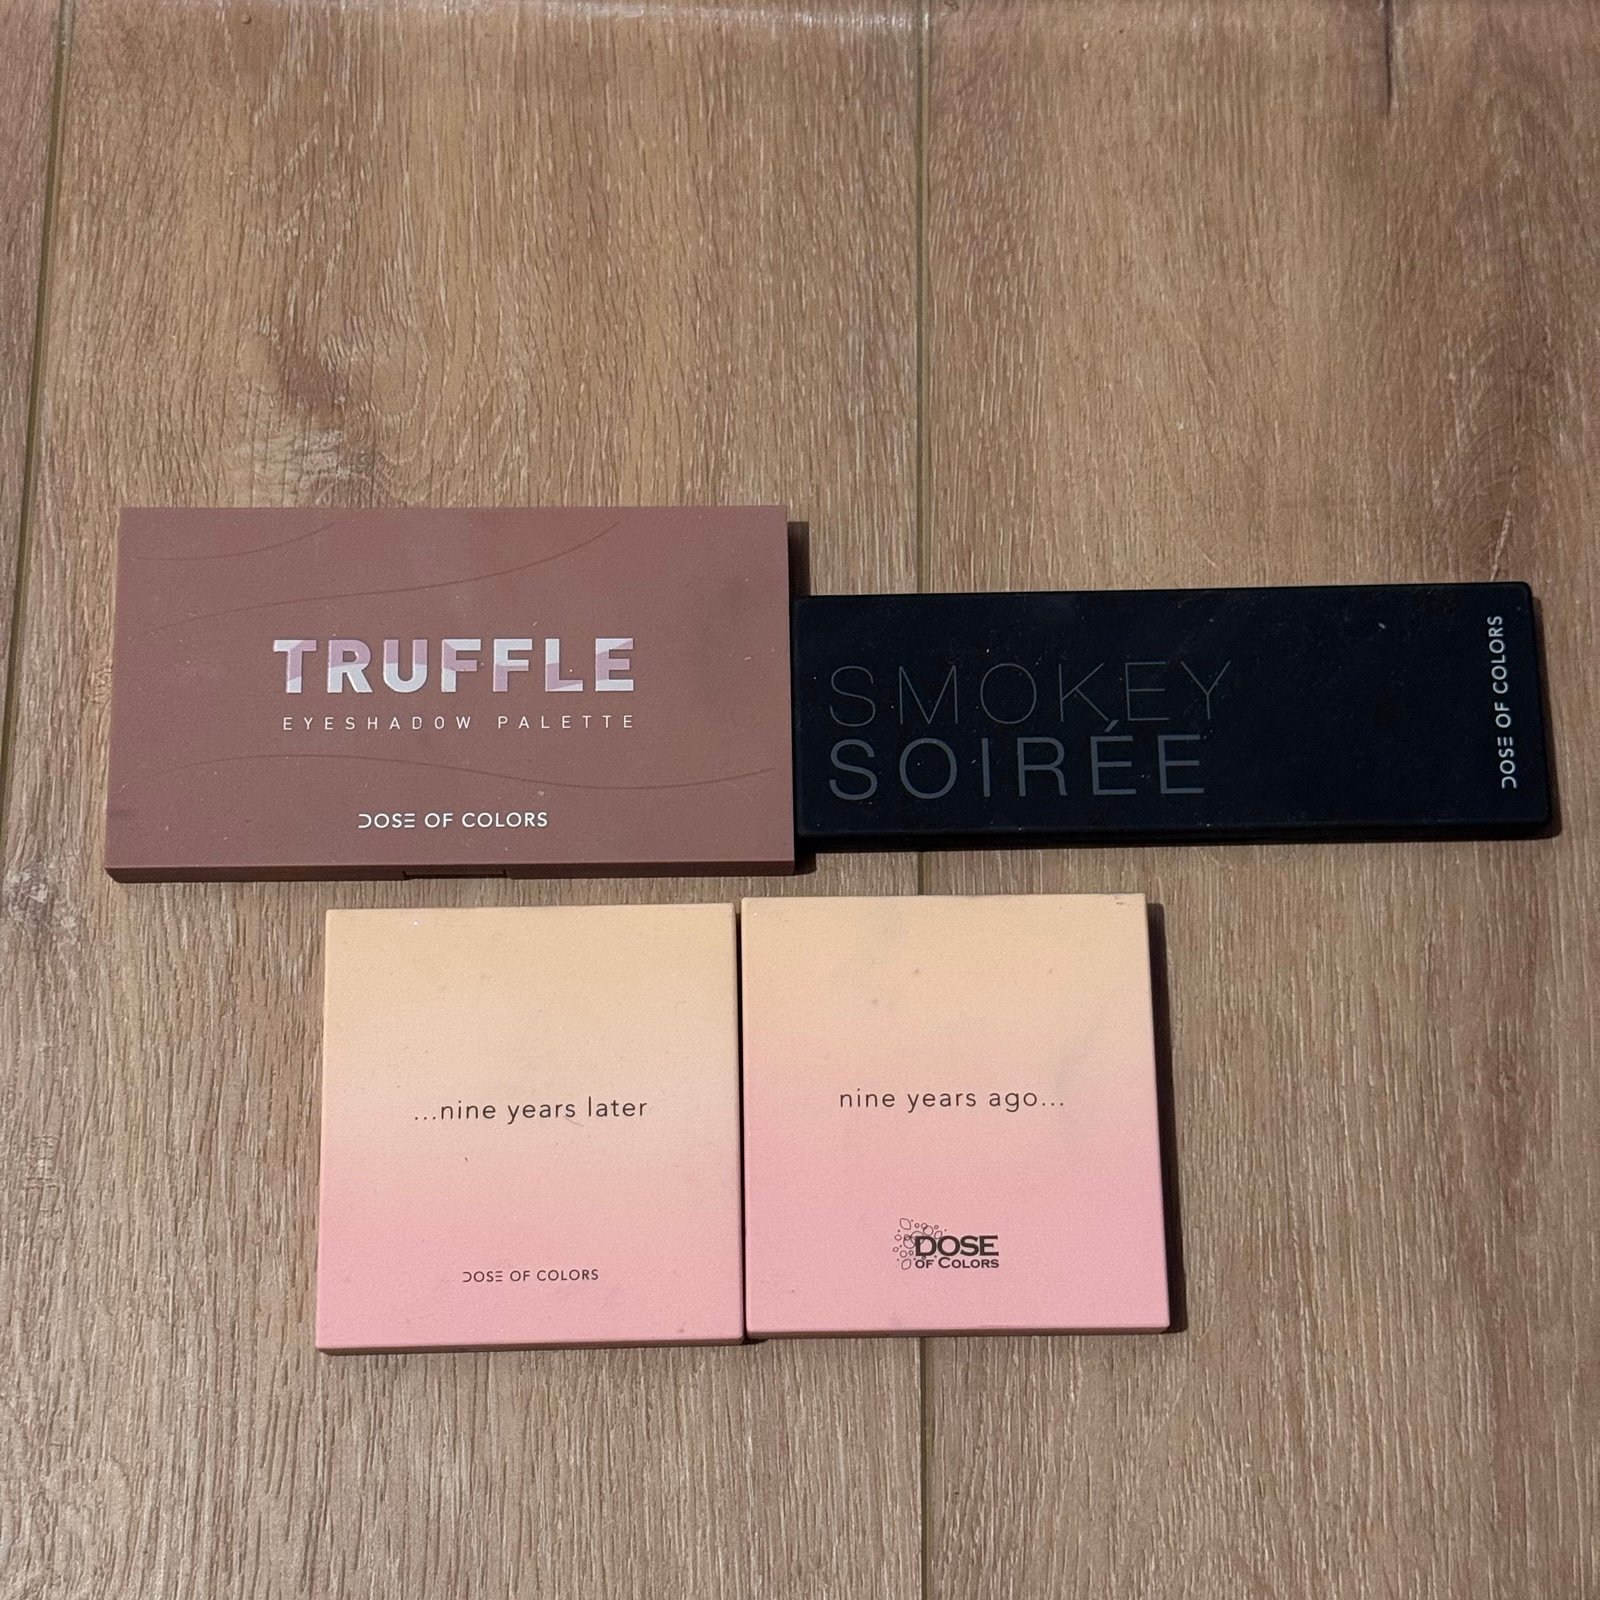 TRUFFLE
EYESHADOW PALETTE
DOSE OF COLORS
SMOKEY
SOIRÉE
DOSE OF COLORS
...nine years later
DOSE OF COLORS
nine years ago...
DOSE
OF COLORS